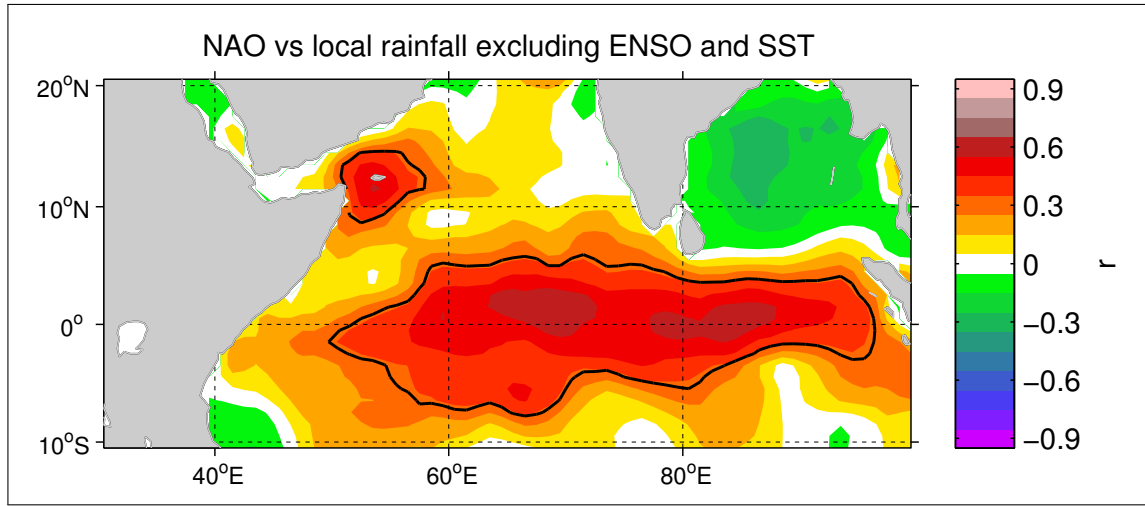 NAO vs local rainfall excluding ENSO and SST
20°N
10°N
0°
10°S
40°E
60°E
80°E
0.9
0.6
0.3
0
−0.3
−0.6
−0.9
r